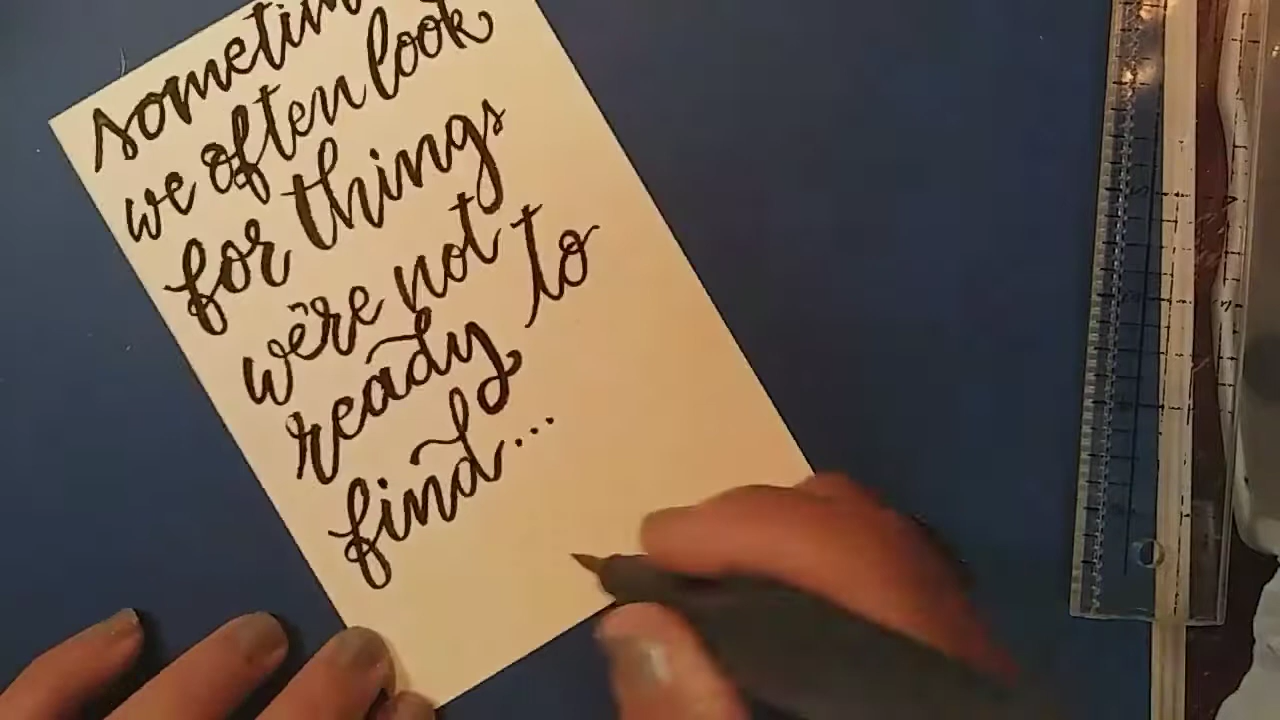 we often look
for things
we're not
ready to
find...